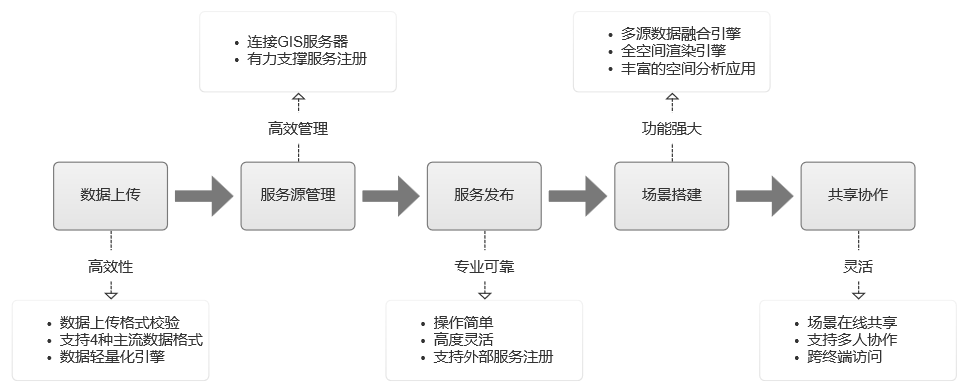 • 连接GIS服务器
• 有力支撑服务注册
• 多源数据融合引擎
• 全空间渲染引擎
• 丰富的空间分析应用
高效管理
功能强大
数据上传
服务源管理
服务发布
场景搭建
共享协作
高效性
专业可靠
灵活
• 数据上传格式校验
• 支持4种主流数据格式
• 数据轻量化引擎
• 操作简单
• 高度灵活
• 支持外部服务注册
• 场景在线共享
• 支持多人协作
• 跨终端访问